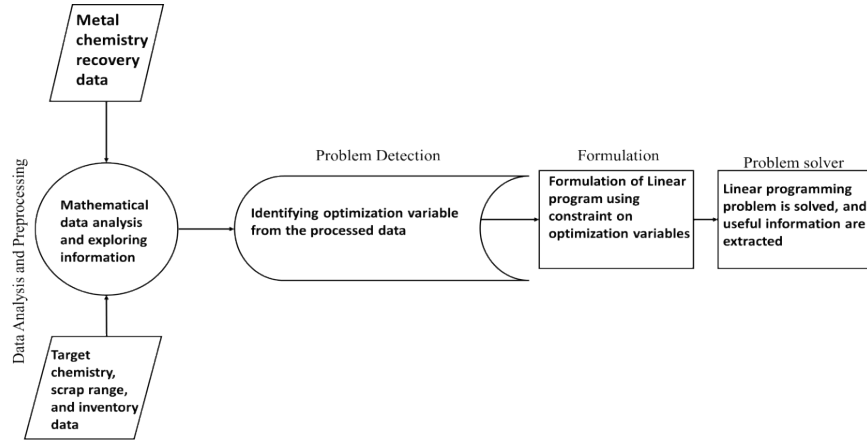 Metal
chemistry
recovery
data
Data Analysis and Preprocessing
Mathematical
data analysis
and exploring
information
Target
chemistry,
scrap range,
and inventory
data
Problem Detection
Identifying optimization variable
from the processed data
Formulation
Formulation of Linear
program using
constraint on
optimization variables
Problem solver
Linear programming
problem is solved, and
useful information are
extracted